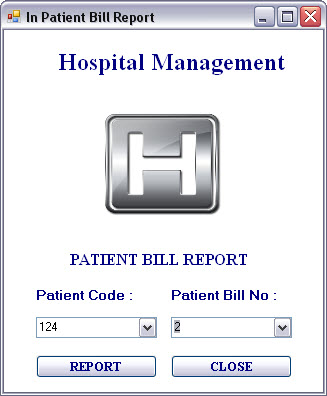 In Patient Bill Report
Hospital Management
H
PATIENT BILL REPORT
Patient Code : Patient Bill No :
124 2
REPORT CLOSE